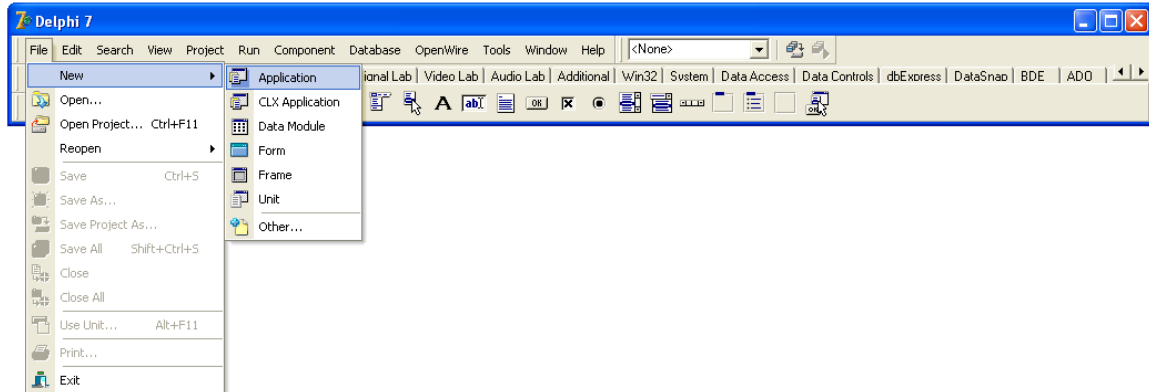 Delphi 7
File Edit Search View Project Run Component Database OpenWire Tools Window Help <None>
New Application ional Lab Video Lab Audio Lab Additional Win32 System Data Access Data Controls dbExpress DataSnap BDE ADO
Open... CLX Application
Open Project... Ctrl+F11 Data Module
Reopen Form
Save Ctrl+S Frame
Save As... Unit
Save Project As... Other...
Save All Shift+Ctrl+S
Close
Close All
Use Unit... Alt+F11
Print...
Exit